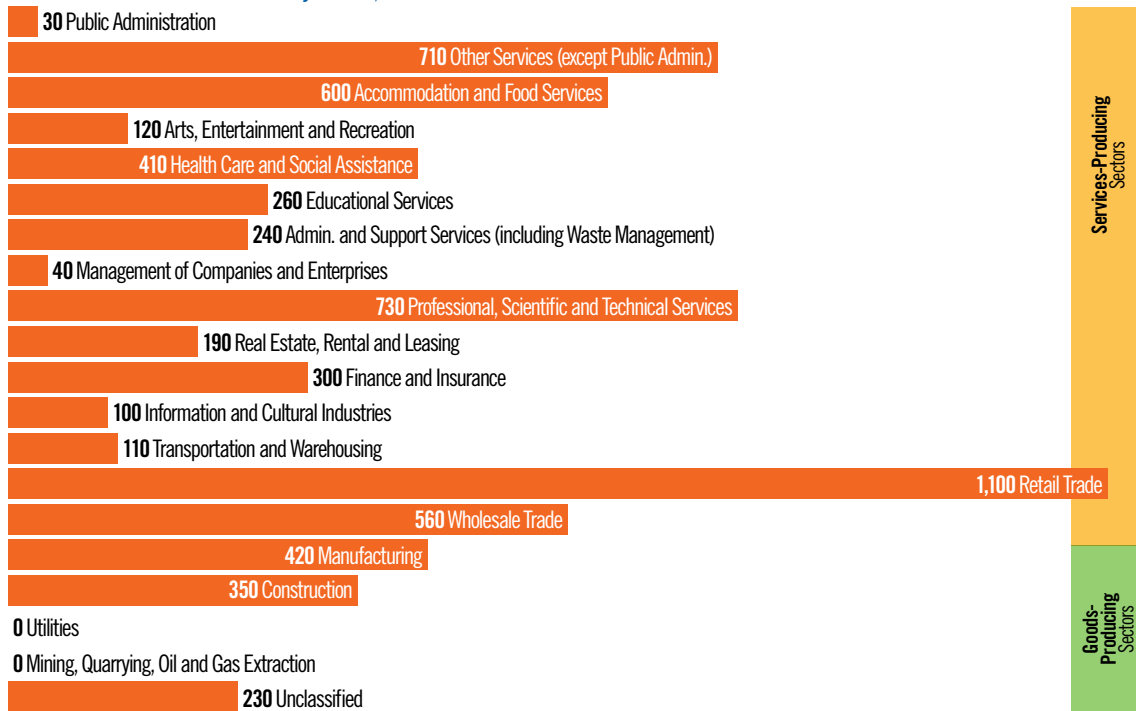 30 Public Administration
710 Other Services (except Public Admin.)
600 Accommodation and Food Services
120 Arts, Entertainment and Recreation
410 Health Care and Social Assistance
260 Educational Services
240 Admin. and Support Services (including Waste Management)
40 Management of Companies and Enterprises
730 Professional, Scientific and Technical Services
190 Real Estate, Rental and Leasing
300 Finance and Insurance
100 Information and Cultural Industries
110 Transportation and Warehousing
1,100 Retail Trade
560 Wholesale Trade
420 Manufacturing
350 Construction
0 Utilities
0 Mining, Quarrying, Oil and Gas Extraction
230 Unclassified
Services-Producing
Sectors
Goods-
Producing
Sectors